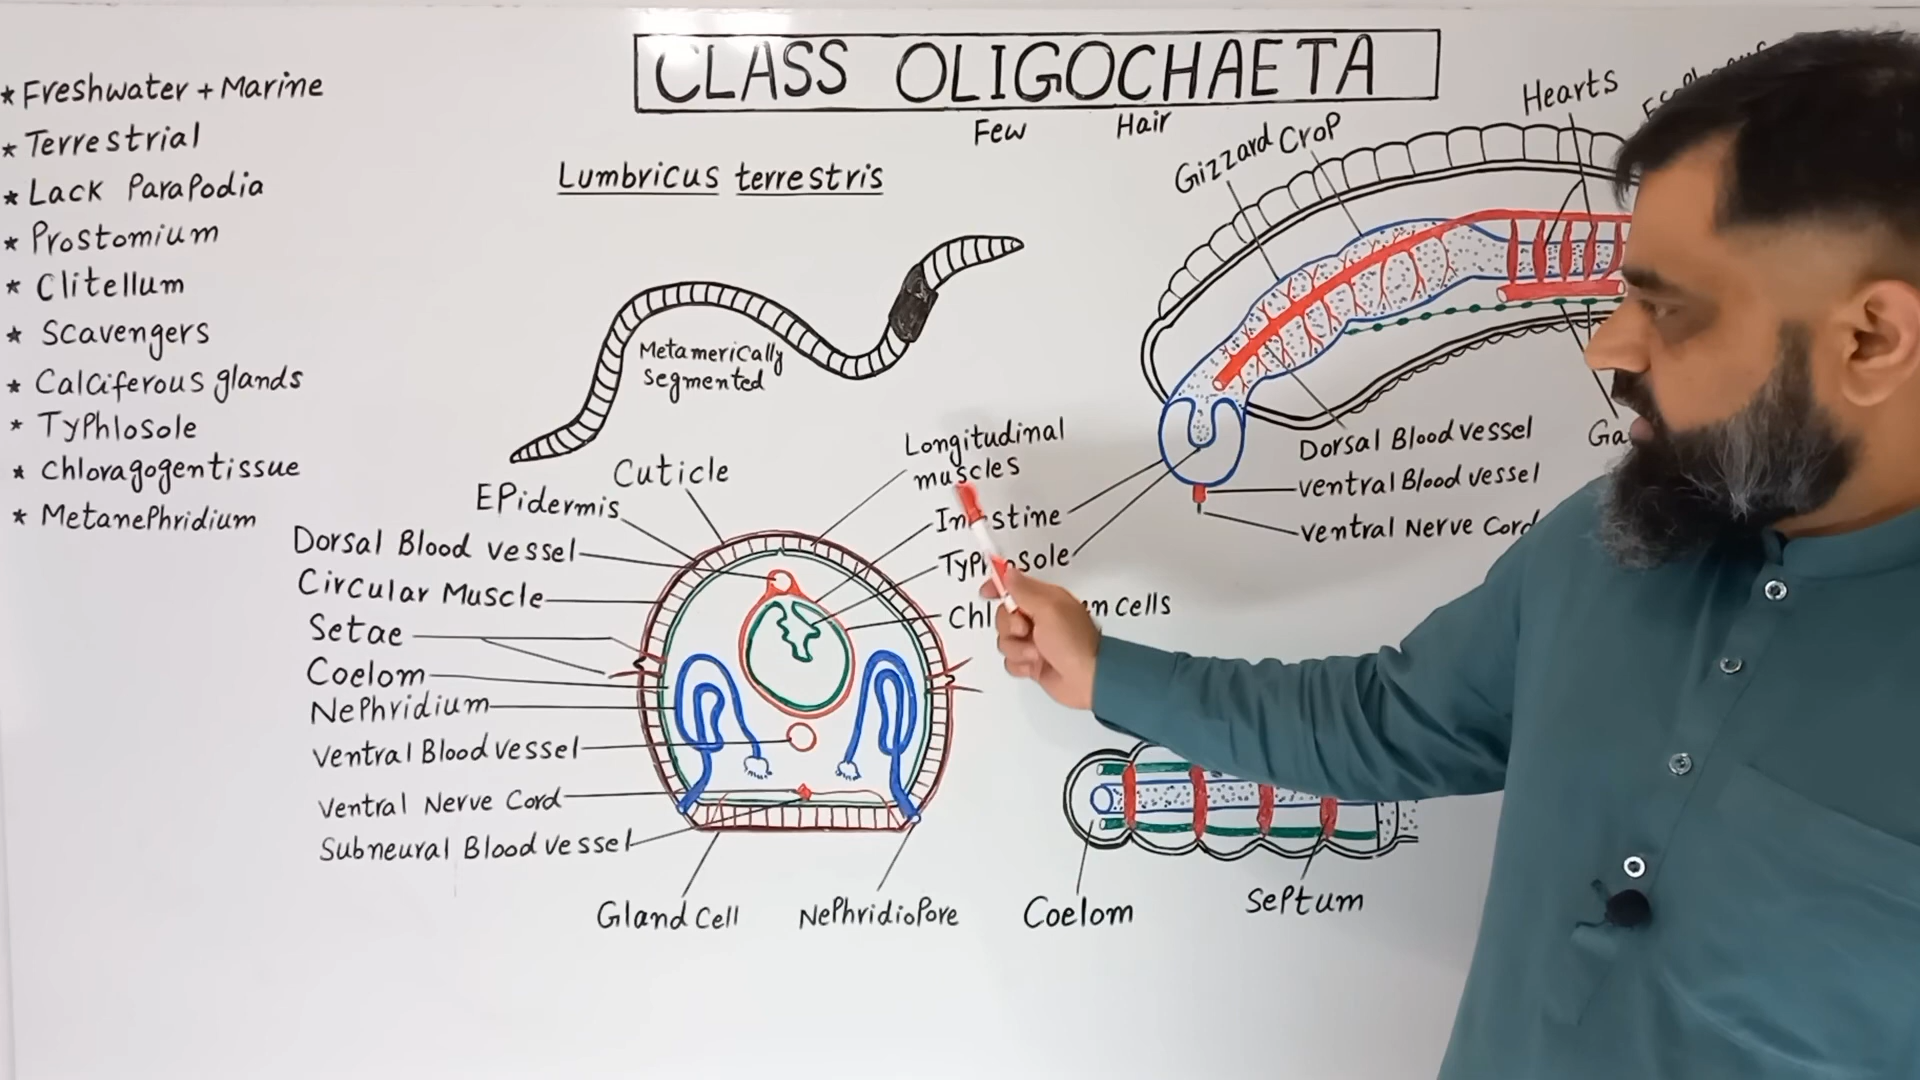 CLASS OLIGOCHAETA
Few Hair
* Freshwater + Marine
* Terrestrial
* Lack Parapodia
* Prostomium
* Clitellum
* Scavengers
* Calciferous glands
* Typhlosole
* Chloragogen tissue
* Metanephridium
Lumbricus terrestris
Metamerically
Segmented
Gizzard
Crop
Hearts
Dorsal Blood vessel
Ventral Blood vessel
Ventral Nerve Cord
Cuticle
Epidermis
Dorsal Blood vessel
Circular Muscle
Setae
Coelom
Nephridium
Ventral Blood vessel
Ventral Nerve Cord
Subneural Blood vessel
Gland Cell
Nephridiopore
Longitudinal
muscles
Cells
Coelom
Septum